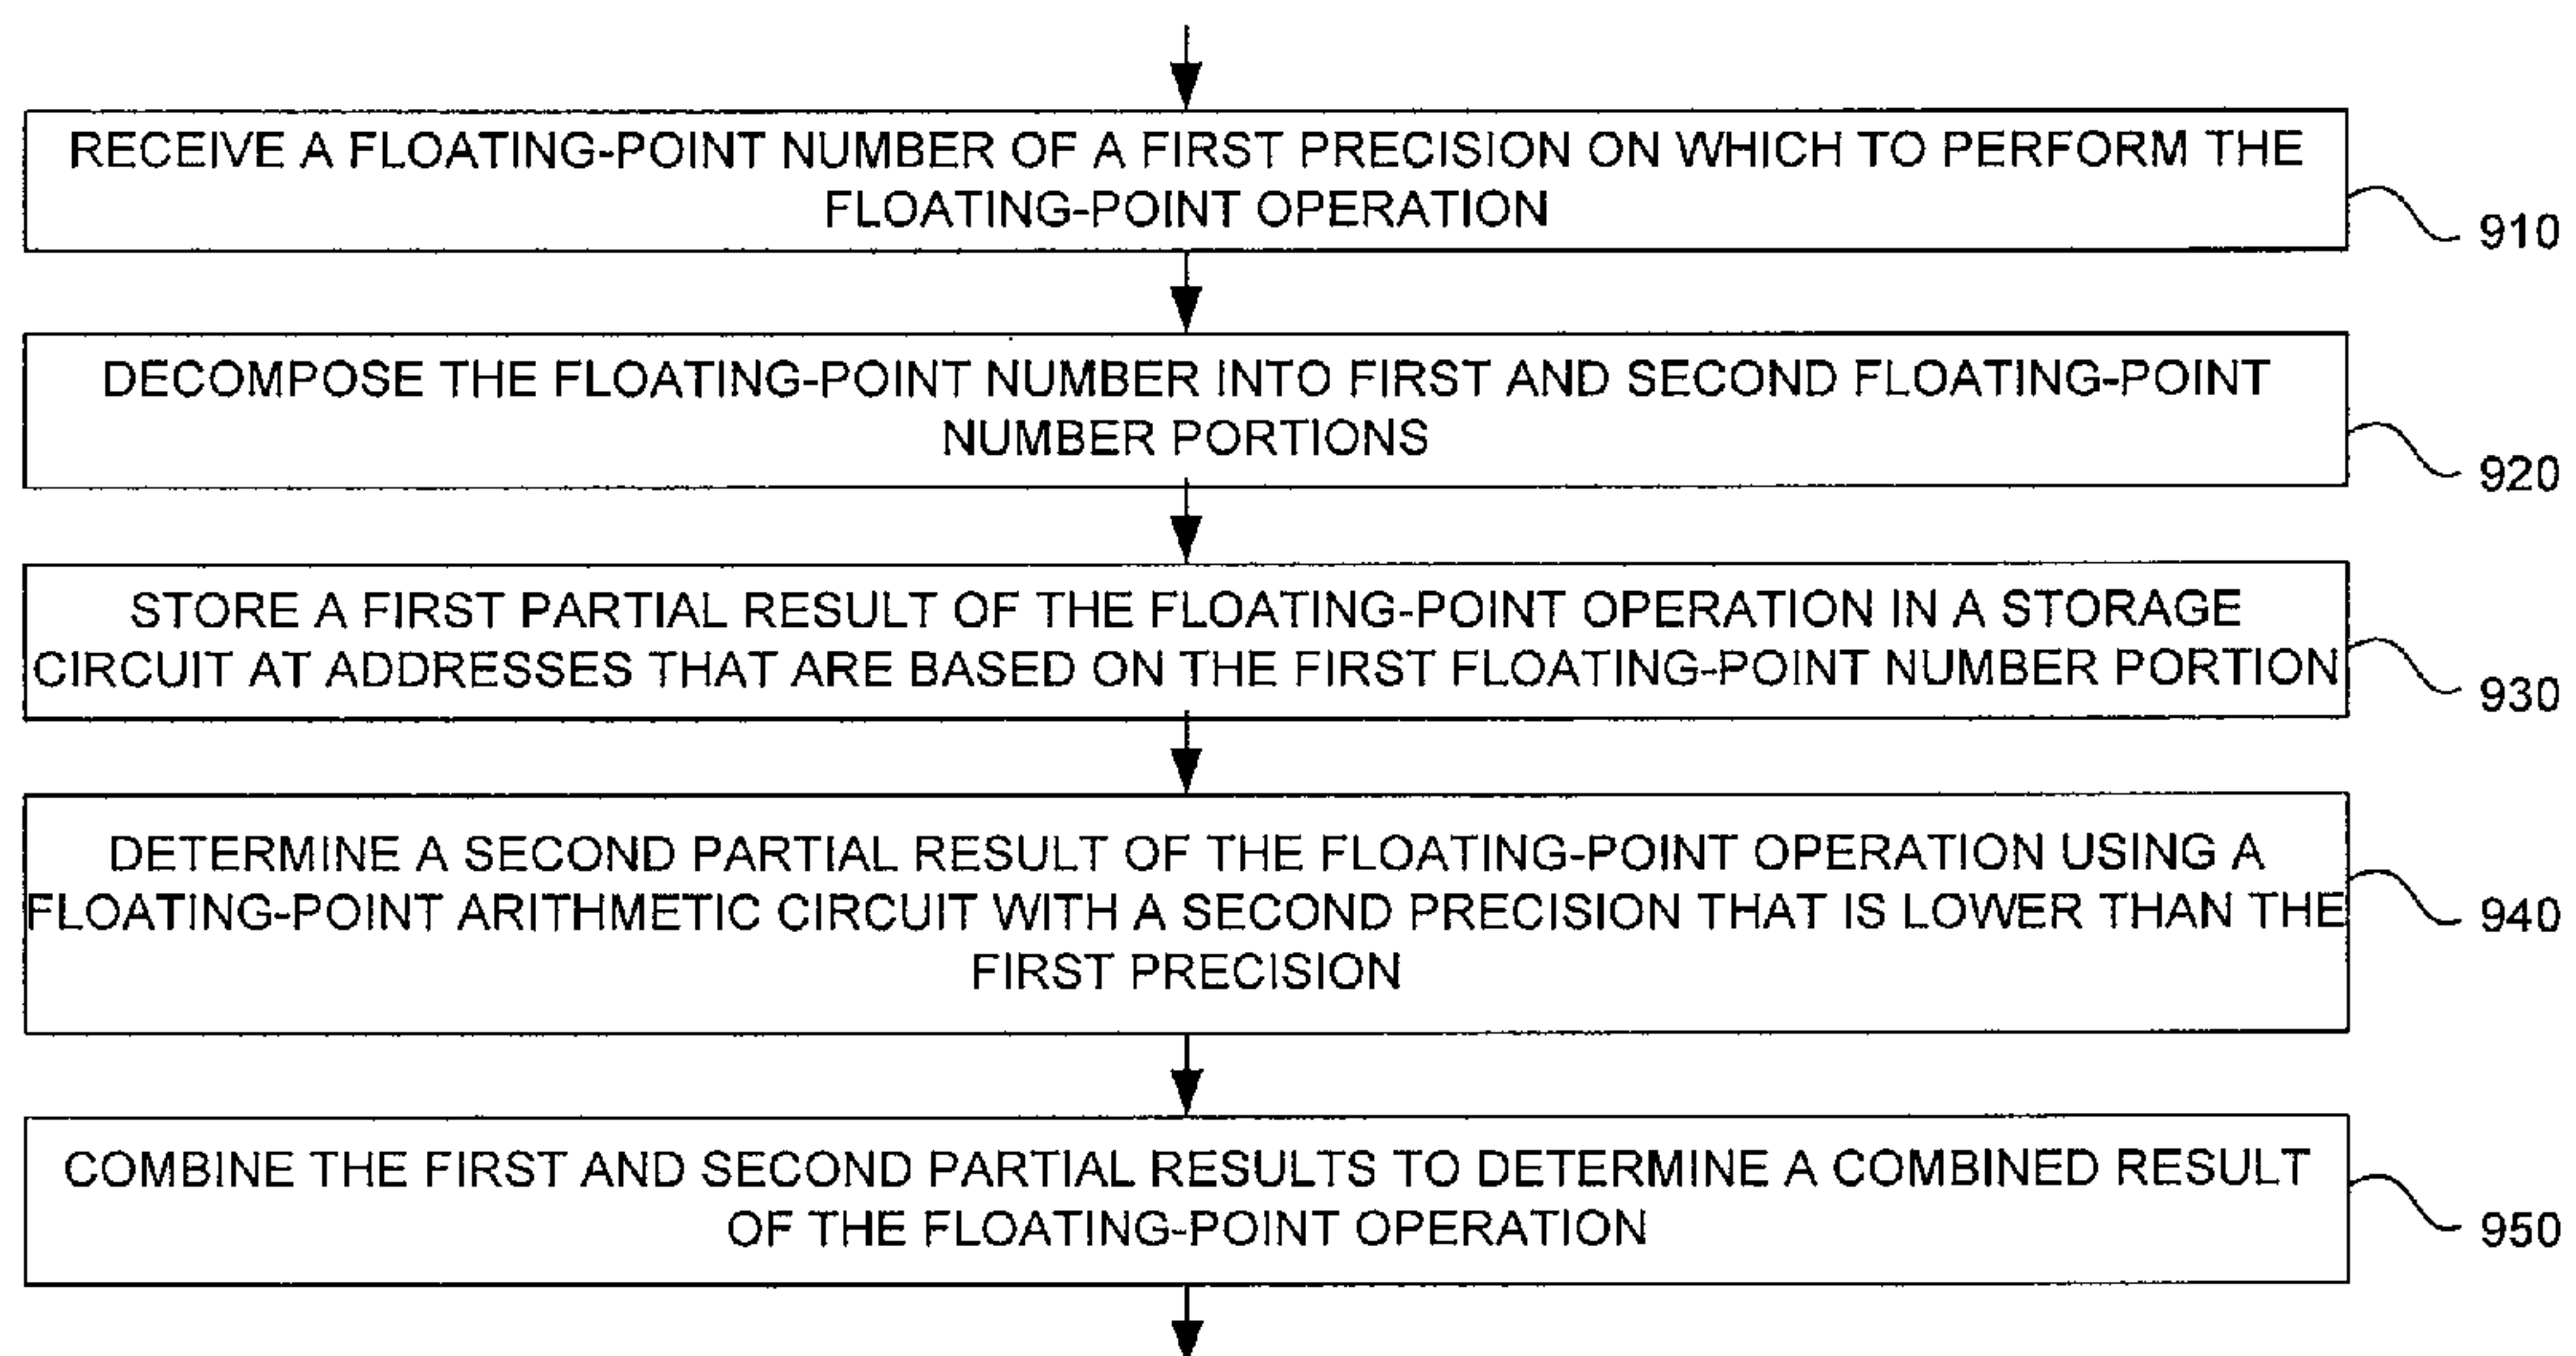 RECEIVE A FLOATING-POINT NUMBER OF A FIRST PRECISION ON WHICH TO PERFORM THE
FLOATING-POINT OPERATION
910
DECOMPOSE THE FLOATING-POINT NUMBER INTO FIRST AND SECOND FLOATING-POINT
NUMBER PORTIONS
920
STORE A FIRST PARTIAL RESULT OF THE FLOATING-POINT OPERATION IN A STORAGE
CIRCUIT AT ADDRESSES THAT ARE BASED ON THE FIRST FLOATING-POINT NUMBER PORTION
930
DETERMINE A SECOND PARTIAL RESULT OF THE FLOATING-POINT OPERATION USING A
FLOATING-POINT ARITHMETIC CIRCUIT WITH A SECOND PRECISION THAT IS LOWER THAN THE
FIRST PRECISION
940
COMBINE THE FIRST AND SECOND PARTIAL RESULTS TO DETERMINE A COMBINED RESULT
OF THE FLOATING-POINT OPERATION
950